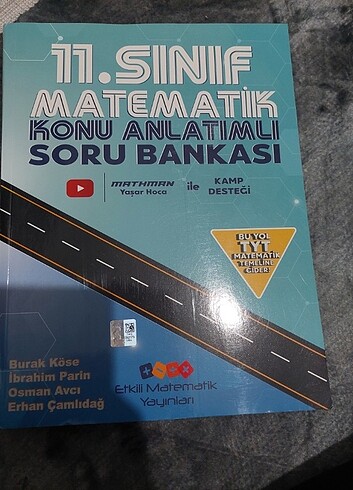 11.SINIF
MATEMATİK
KONU ANLATIMLI
SORU BANKASI
MATHMAN
Yaşar Hoca
ile
KAMP
DESTEĞİ
BU YOL
TYT
MATEMATİK
TEMELİNE
GİDER!
Burak Köse
İbrahim Parin
Osman Avcı
Erhan Çamlıdağ
Etkili Matematik
Yayınları